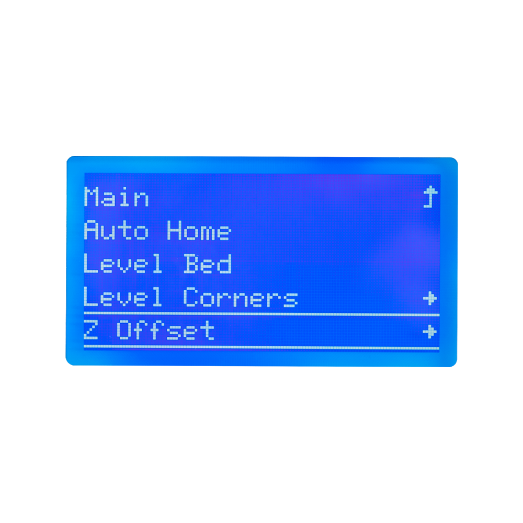 Main
Auto Home
Level Bed
Level Corners
Z Offset